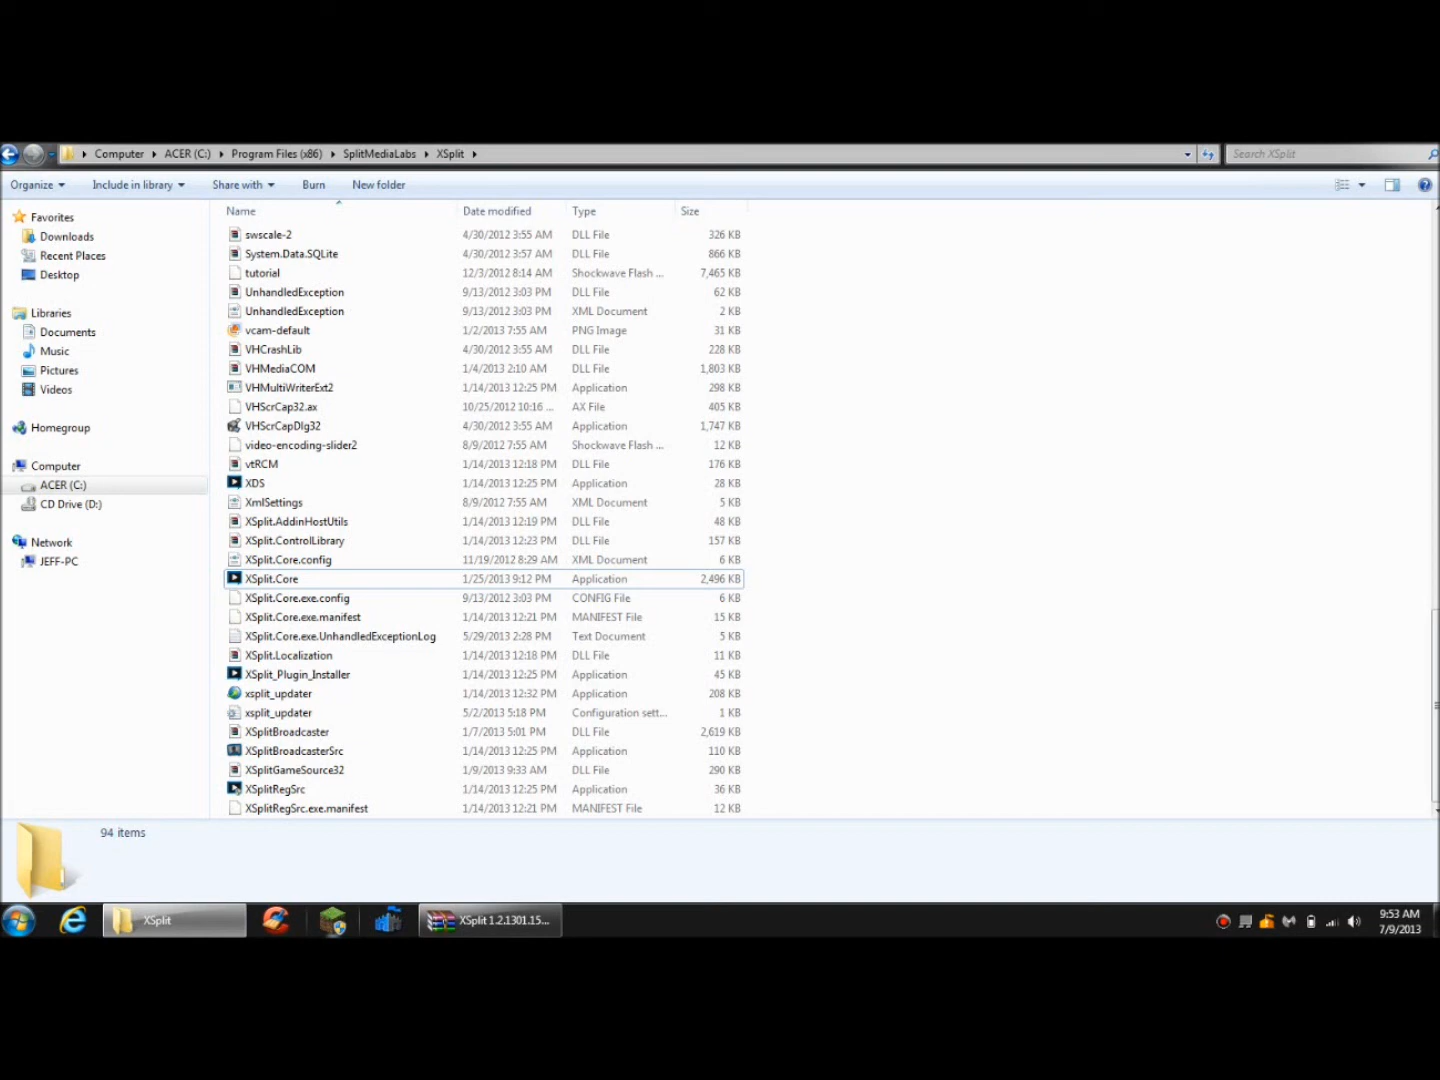 Computer ACER (C:) Program Files (x86) SplitMediaLabs XSplit Search XSplit
Organize Include in library Share with Burn New folder
Name Date modified Type Size
Favorites
Downloads
Recent Places
Desktop
Libraries
Documents
Music
Pictures
Videos
Homegroup
Computer
ACER (C:)
CD Drive (D:)
Network
JEFF-PC
swscale-2 4/30/2012 3:55 AM DLL File 326 KB
System.Data.SQLite 4/30/2012 3:57 AM DLL File 866 KB
tutorial 12/3/2012 8:14 AM Shockwave Flash ... 7,465 KB
UnhandledException 9/13/2012 3:03 PM DLL File 62 KB
UnhandledException 9/13/2012 3:03 PM XML Document 2 KB
vcam-default 1/2/2013 7:55 AM PNG Image 31 KB
VHCrashLib 4/30/2012 3:55 AM DLL File 228 KB
VHMediaCOM 1/4/2013 2:10 AM DLL File 1,803 KB
VHMultiWriterExt2 1/14/2013 12:25 PM Application 298 KB
VHScrCap32.ax 10/25/2012 10:16 ... AX File 405 KB
VHScrCapDlg32 4/30/2012 3:55 AM Application 1,747 KB
video-encoding-slider2 8/9/2012 7:55 AM Shockwave Flash ... 12 KB
vtRCM 1/14/2013 12:18 PM DLL File 176 KB
XDS 1/14/2013 12:25 PM Application 28 KB
XmlSettings 8/9/2012 7:55 AM XML Document 5 KB
XSplit.AddinHostUtils 1/14/2013 12:19 PM DLL File 48 KB
XSplit.ControlLibrary 1/14/2013 12:23 PM DLL File 157 KB
XSplit.Core.config 11/19/2012 8:29 AM XML Document 6 KB
XSplit.Core 1/25/2013 9:12 PM Application 2,496 KB
XSplit.Core.exe.config 9/13/2012 3:03 PM CONFIG File 6 KB
XSplit.Core.exe.manifest 1/14/2013 12:21 PM MANIFEST File 15 KB
XSplit.Core.exe.UnhandledExceptionLog 5/29/2013 2:28 PM Text Document 5 KB
XSplit.Localization 1/14/2013 12:18 PM DLL File 11 KB
XSplit_Plugin_Installer 1/14/2013 12:25 PM Application 45 KB
xsplit_updater 1/14/2013 12:32 PM Application 208 KB
xsplit_updater 5/2/2013 5:18 PM Configuration sett... 1 KB
XSplitBroadcaster 1/7/2013 5:01 PM DLL File 2,619 KB
XSplitBroadcasterSrc 1/14/2013 12:25 PM Application 110 KB
XSplitGameSource32 1/9/2013 9:33 AM DLL File 290 KB
XSplitRegSrc 1/14/2013 12:25 PM Application 36 KB
XSplitRegSrc.exe.manifest 1/14/2013 12:21 PM MANIFEST File 12 KB
94 items
XSplit XSplit 1.2.1301.15...
9:53 AM
7/9/2013